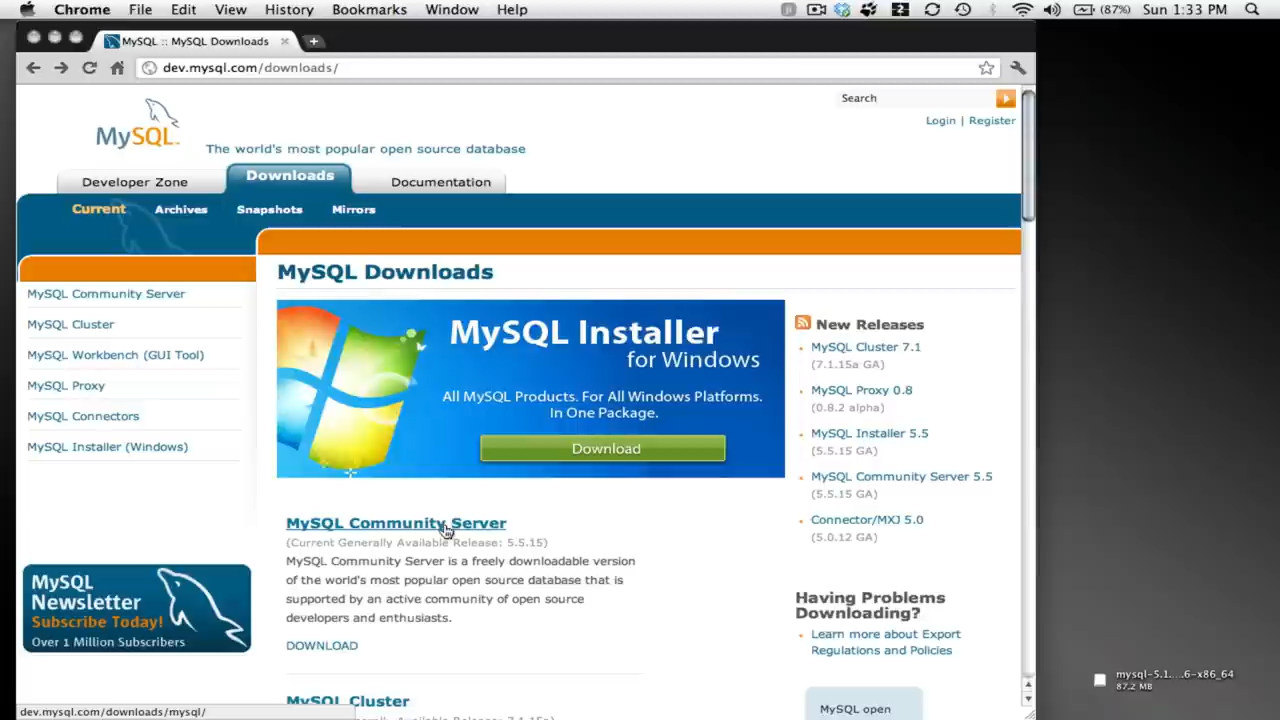 Chrome File Edit View History Bookmarks Window Help (87%) Sun 1:33 PM
MySQL :: MySQL Downloads
dev.mysql.com/downloads/
Search
Login | Register
MySQL™
The world's most popular open source database
Developer Zone Downloads Documentation
Current Archives Snapshots Mirrors
MySQL Community Server
MySQL Cluster
MySQL Workbench (GUI Tool)
MySQL Proxy
MySQL Connectors
MySQL Installer (Windows)
MySQL
Newsletter
Subscribe Today!
Over 1 Million Subscribers
MySQL Downloads
MySQL Installer
for Windows
All MySQL Products. For All Windows Platforms.
In One Package.
Download
MySQL Community Server
(Current Generally Available Release: 5.5.15)
MySQL Community Server is a freely downloadable version
of the world's most popular open source database that is
supported by an active community of open source
developers and enthusiasts.
DOWNLOAD
MySQL Cluster
New Releases
MySQL Cluster 7.1
(7.1.15a GA)
MySQL Proxy 0.8
(0.8.2 alpha)
MySQL Installer 5.5
(5.5.15 GA)
MySQL Community Server 5.5
(5.5.15 GA)
Connector/MXJ 5.0
(5.0.12 GA)
Having Problems
Downloading?
Learn more about Export
Regulations and Policies
MySQL open
mysql-5.1....6-x86_64
87.2 MB
dev.mysql.com/downloads/mysql/